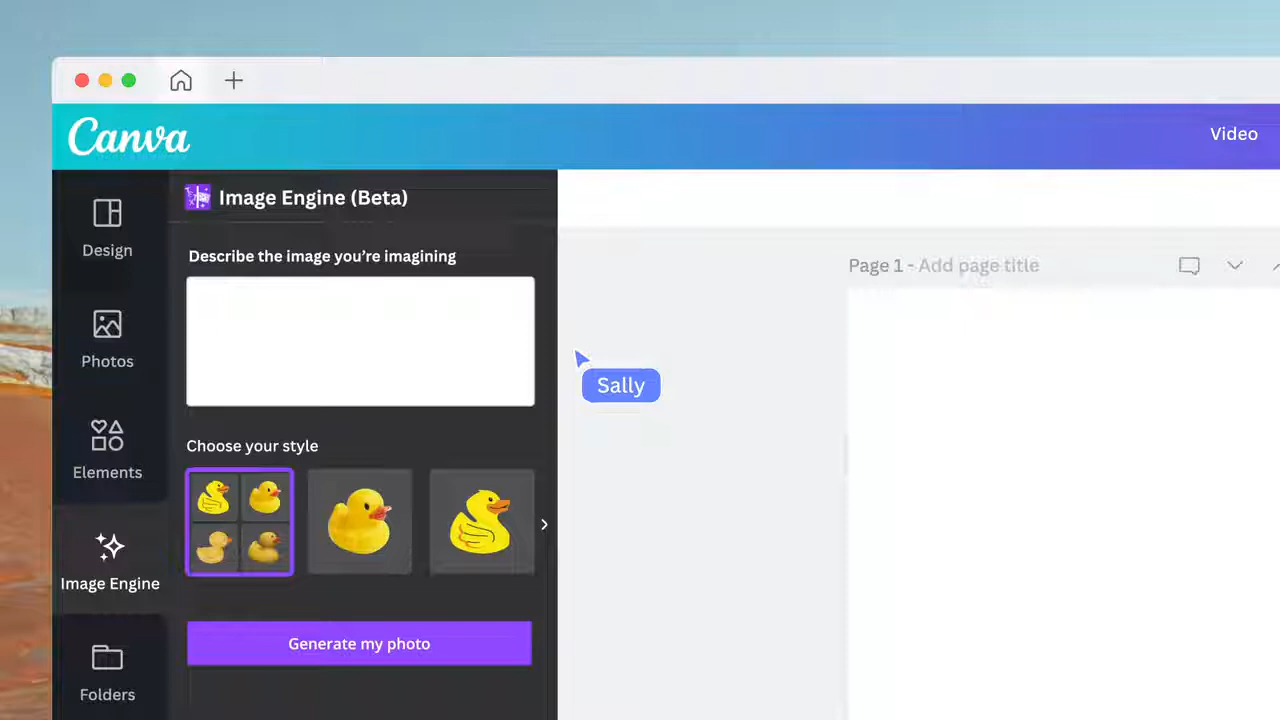 Canva
Video
Design
Photos
Elements
Image Engine
Folders
Image Engine (Beta)
Describe the image you’re imagining
Choose your style
Generate my photo
Sally
Page 1 - Add page title